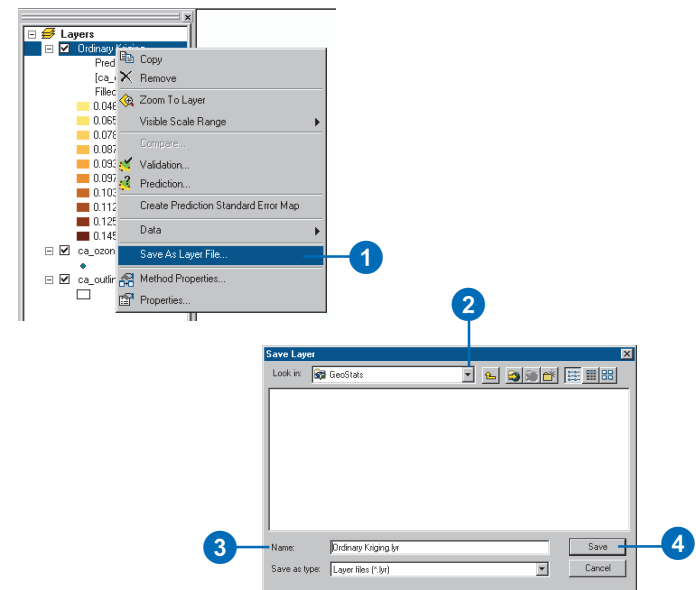 Layers
Ordinary Kriging
Copy
Remove
Zoom To Layer
Visible Scale Range
Compare...
Validation...
Prediction...
Create Prediction Standard Error Map
Data
Save As Layer File...
Method Properties...
Properties...
Pred
[ca_
Filled
0.046
0.065
0.078
0.087
0.093
0.097
0.103
0.112
0.125
0.145
ca_ozon
ca_outlin
1
2
Save Layer
Look in:
GeoStats
3
Name:
Ordinary Kriging.lyr
Save
4
Save as type:
Layer files (*.lyr)
Cancel